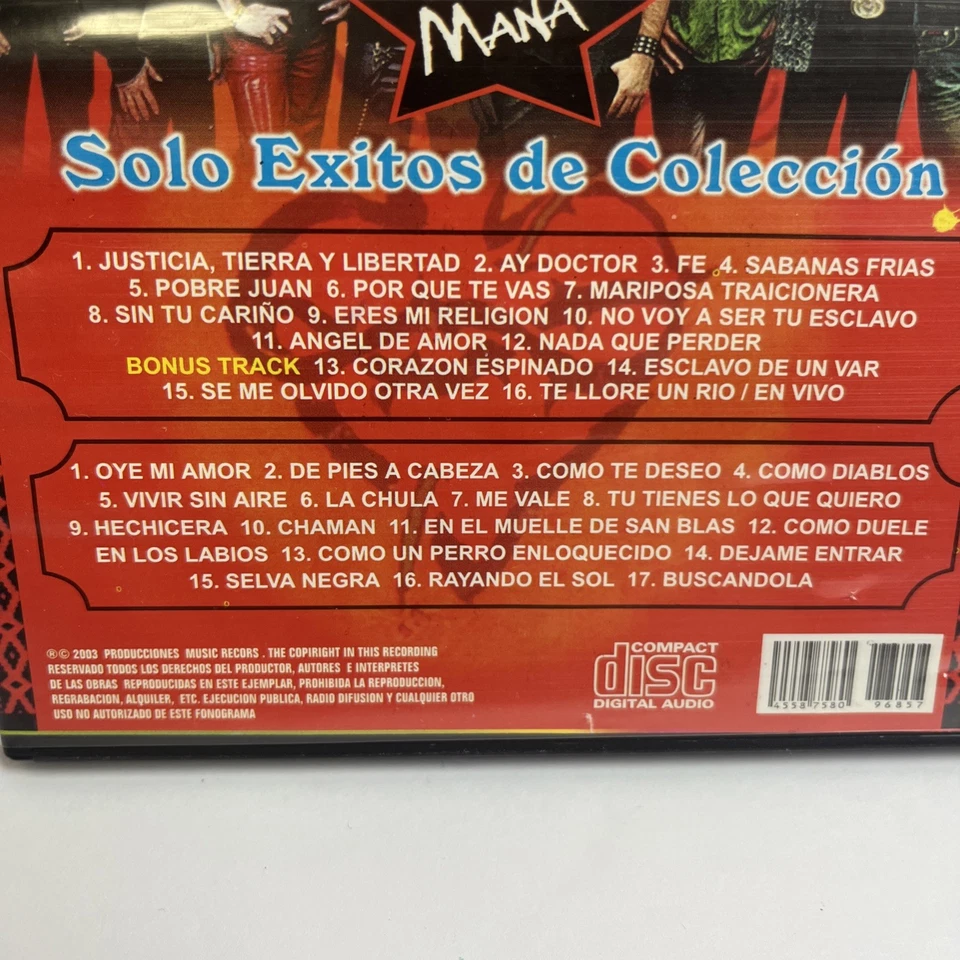 MANÁ
Solo Exitos de Colección
1. JUSTICIA, TIERRA Y LIBERTAD 2. AY DOCTOR 3. FE 4. SABANAS FRIAS
5. POBRE JUAN 6. POR QUE TE VAS 7. MARIPOSA TRAICIONERA
8. SIN TU CARIÑO 9. ERES MI RELIGION 10. NO VOY A SER TU ESCLAVO
11. ANGEL DE AMOR 12. NADA QUE PERDER
BONUS TRACK 13. CORAZON ESPINADO 14. ESCLAVO DE UN VAR
15. SE ME OLVIDO OTRA VEZ 16. TE LLORE UN RIO / EN VIVO
1. OYE MI AMOR 2. DE PIES A CABEZA 3. COMO TE DESEO 4. COMO DIABLOS
5. VIVIR SIN AIRE 6. LA CHULA 7. ME VALE 8. TU TIENES LO QUE QUIERO
9. HECHICERA 10. CHAMAN 11. EN EL MUELLE DE SAN BLAS 12. COMO DUELE
EN LOS LABIOS 13. COMO UN PERRO ENLOQUECIDO 14. DEJAME ENTRAR
15. SELVA NEGRA 16. RAYANDO EL SOL 17. BUSCANDOLA
®© 2003 PRODUCCIONES MUSIC RECORS . THE COPIRIGHT IN THIS RECORDING
RESERVADO TODOS LOS DERECHOS DEL PRODUCTOR, AUTORES E INTERPRETES
DE LAS OBRAS REPRODUCIDAS EN ESTE EJEMPLAR, PROHIBIDA LA REPRODUCCION,
REGRABACION, ALQUILER, ETC. EJECUCION PUBLICA, RADIO DIFUSION Y CUALQUIER OTRO
USO NO AUTORIZADO DE ESTE FONOGRAMA
COMPACT
disc
DIGITAL AUDIO
45587580 96857